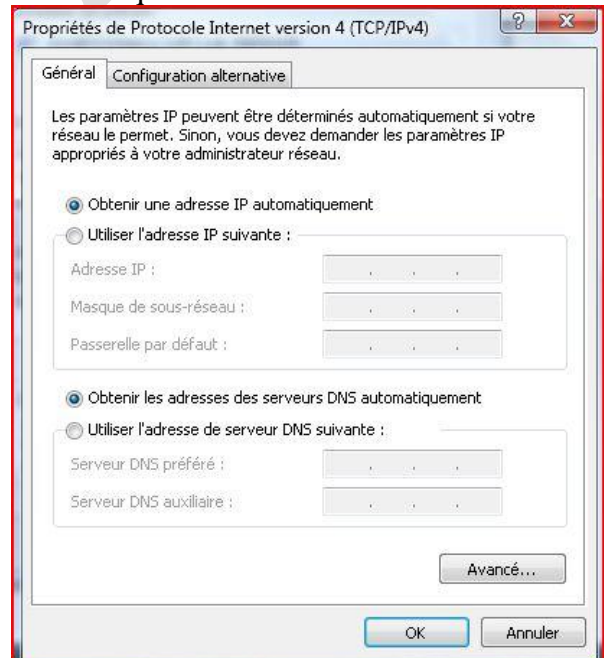 Propriétés de Protocole Internet version 4 (TCP/IPv4)
Général
Configuration alternative
Les paramètres IP peuvent être déterminés automatiquement si votre
réseau le permet. Sinon, vous devez demander les paramètres IP
appropriés à votre administrateur réseau.
Obtenir une adresse IP automatiquement
Utiliser l'adresse IP suivante :
Adresse IP :
Masque de sous-réseau :
Passerelle par défaut :
Obtenir les adresses des serveurs DNS automatiquement
Utiliser l'adresse de serveur DNS suivante :
Serveur DNS préféré :
Serveur DNS auxiliaire :
Avancé...
OK
Annuler